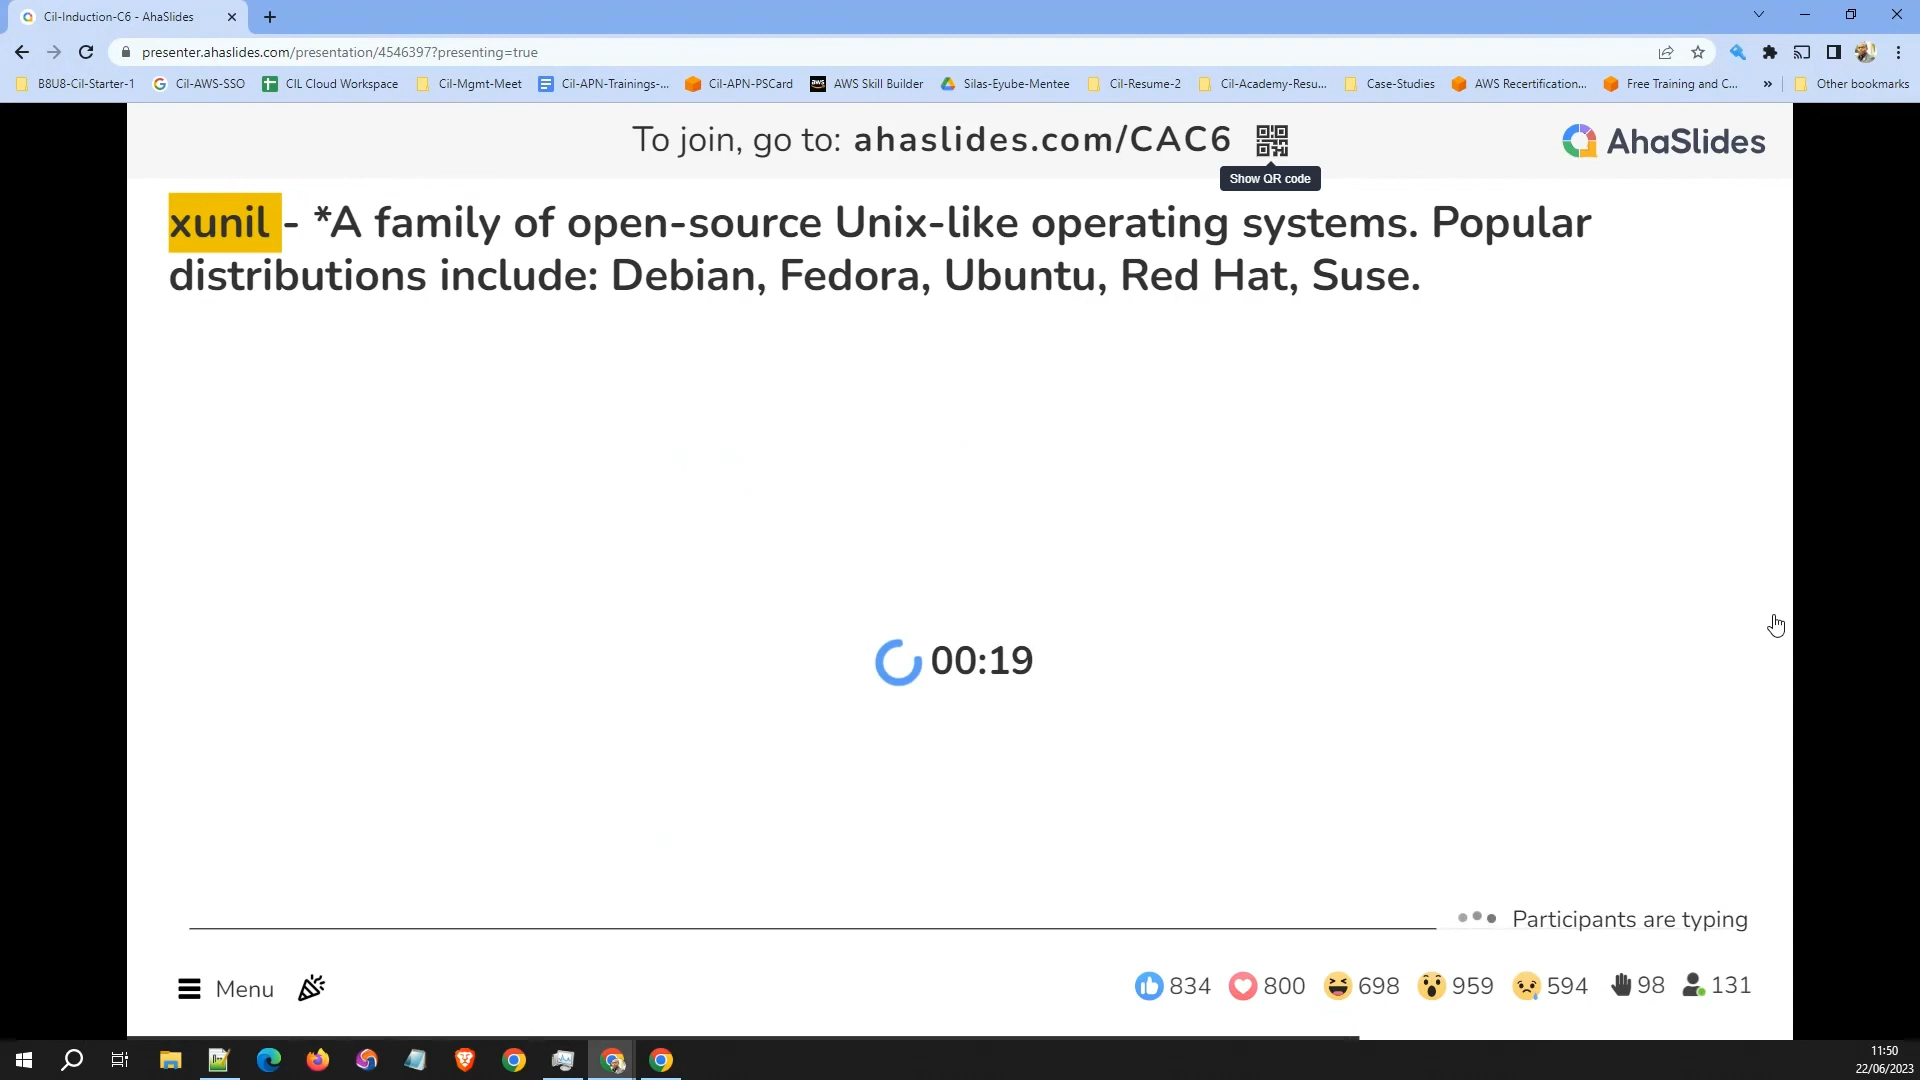 Cil-Induction-C6 - AhaSlides
presenter.ahaslides.com/presentation/4546397?presenting=true
B8U8-Cil-Starter-1 Cil-AWS-SSO CIL Cloud Workspace Cil-Mgmt-Meet Cil-APN-Trainings-... Cil-APN-PSCard aws AWS Skill Builder Silas-Eyube-Mentee Cil-Resume-2 Cil-Academy-Resu... Case-Studies AWS Recertification... Free Training and C... » Other bookmarks
To join, go to: ahaslides.com/CAC6 AhaSlides
Show QR code
xunil - *A family of open-source Unix-like operating systems. Popular
distributions include: Debian, Fedora, Ubuntu, Red Hat, Suse.
00:19
Participants are typing
Menu 834 800 698 959 594 98 131
11:50
22/06/2023